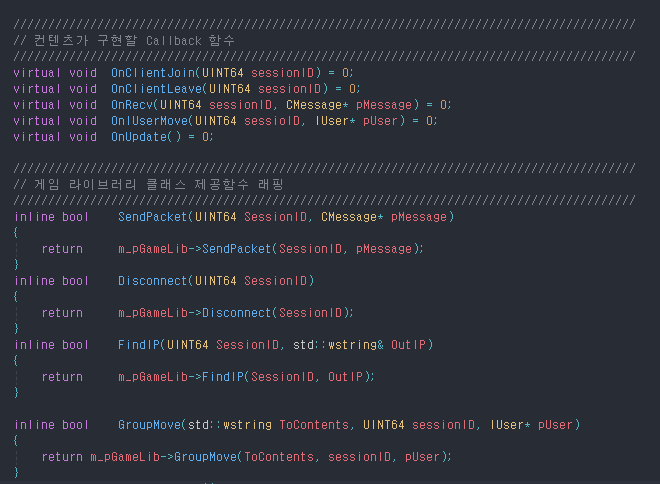 ////////////////////////////////////////////////////////////////////////////////////////
// 컨텐츠가 구현할 Callback 함수
////////////////////////////////////////////////////////////////////////////////////////
virtual void  OnClientJoin(UINT64 sessionID) = 0;
virtual void  OnClientLeave(UINT64 sessionID) = 0;
virtual void  OnRecv(UINT64 sessionID, CMessage* pMessage) = 0;
virtual void  OnIUserMove(UINT64 sessioID, IUser* pUser) = 0;
virtual void  OnUpdate() = 0;
////////////////////////////////////////////////////////////////////////////////////////
// 게임 라이브러리 클래스 제공함수 래핑
////////////////////////////////////////////////////////////////////////////////////////
inline bool    SendPacket(UINT64 SessionID, CMessage* pMessage)
{
    return     m_pGameLib->SendPacket(SessionID, pMessage);
}
inline bool    Disconnect(UINT64 SessionID)
{
    return     m_pGameLib->Disconnect(SessionID);
}
inline bool    FindIP(UINT64 SessionID, std::wstring& OutIP)
{
    return     m_pGameLib->FindIP(SessionID, OutIP);
}
inline bool    GroupMove(std::wstring ToContents, UINT64 sessionID, IUser* pUser)
{
    return m_pGameLib->GroupMove(ToContents, sessionID, pUser);
}